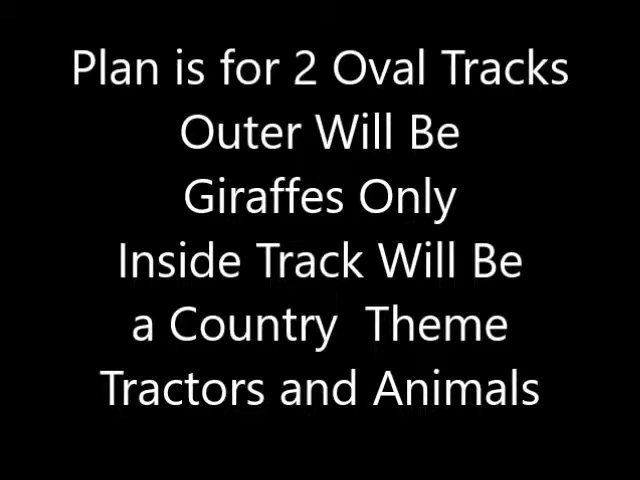 Plan is for 2 Oval Tracks
Outer Will Be
Giraffes Only
Inside Track Will Be
a Country  Theme
Tractors and Animals